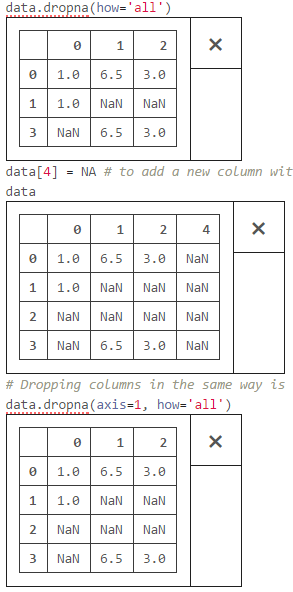 data.dropna(how='all')
0 1 2
0 1.0 6.5 3.0
1 1.0 NaN NaN
3 NaN 6.5 3.0
data[4] = NA # to add a new column wit
data
0 1 2 4
0 1.0 6.5 3.0 NaN
1 1.0 NaN NaN NaN
2 NaN NaN NaN NaN
3 NaN 6.5 3.0 NaN
# Dropping columns in the same way is
data.dropna(axis=1, how='all')
0 1 2
0 1.0 6.5 3.0
1 1.0 NaN NaN
2 NaN NaN NaN
3 NaN 6.5 3.0